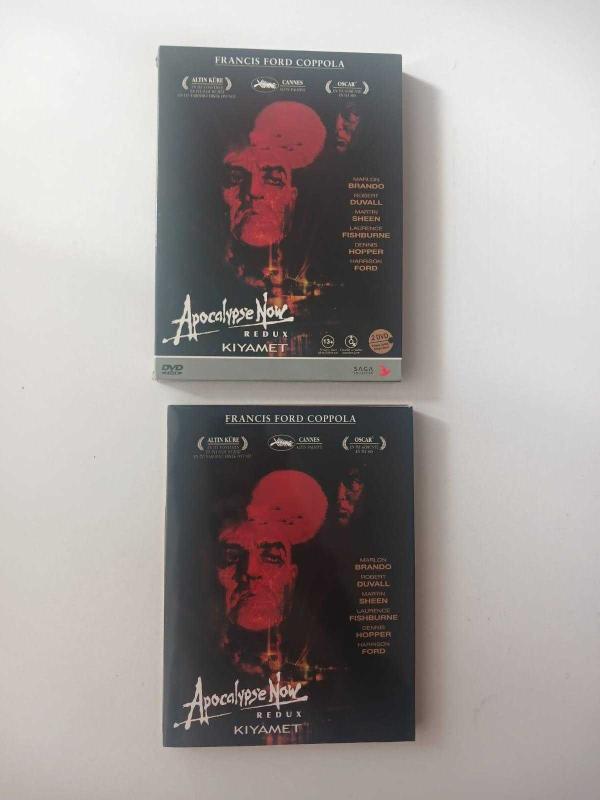 FRANCIS FORD COPPOLA
ALTIN KÜRE
CANNES
OSCAR
MARLON
BRANDO
ROBERT
DUVALL
MARTIN
SHEEN
LAURENCE
FISHBURNE
DENNIS
HOPPER
HARRISON
FORD
Apocalypse Now
REDUX
KIYAMET
13+
2 DVD
DVD
SAGA
FRANCIS FORD COPPOLA
ALTIN KÜRE
CANNES
OSCAR
MARLON
BRANDO
ROBERT
DUVALL
MARTIN
SHEEN
LAURENCE
FISHBURNE
DENNIS
HOPPER
HARRISON
FORD
Apocalypse Now
REDUX
KIYAMET